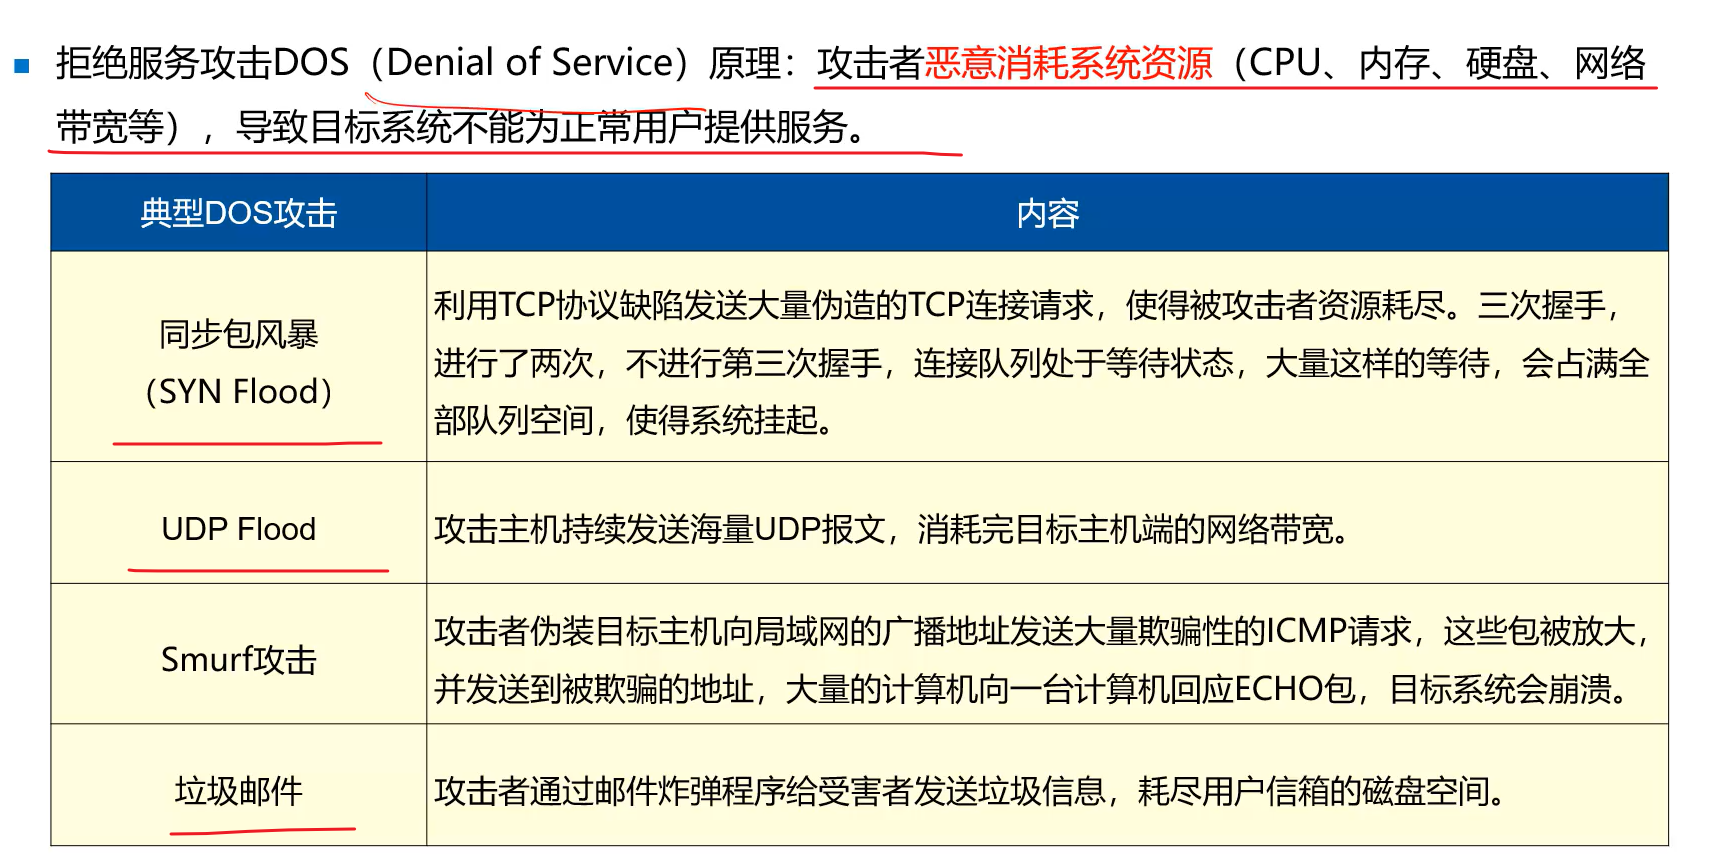 拒绝服务攻击DOS（Denial of Service）原理：攻击者恶意消耗系统资源（CPU、内存、硬盘、网络
带宽等），导致目标系统不能为正常用户提供服务。
典型DOS攻击
内容
同步包风暴
（SYN Flood）
利用TCP协议缺陷发送大量伪造的TCP连接请求，使得被攻击者资源耗尽。三次握手，
进行了两次，不进行第三次握手，连接队列处于等待状态，大量这样的等待，会占满全
部队列空间，使得系统挂起。
UDP Flood
攻击主机持续发送海量UDP报文，消耗完目标主机端的网络带宽。
Smurf攻击
攻击者伪装目标主机向局域网的广播地址发送大量欺骗性的ICMP请求，这些包被放大，
并发送到被欺骗的地址，大量的计算机向一台计算机回应ECHO包，目标系统会崩溃。
垃圾邮件
攻击者通过邮件炸弹程序给受害者发送垃圾信息，耗尽用户信箱的磁盘空间。